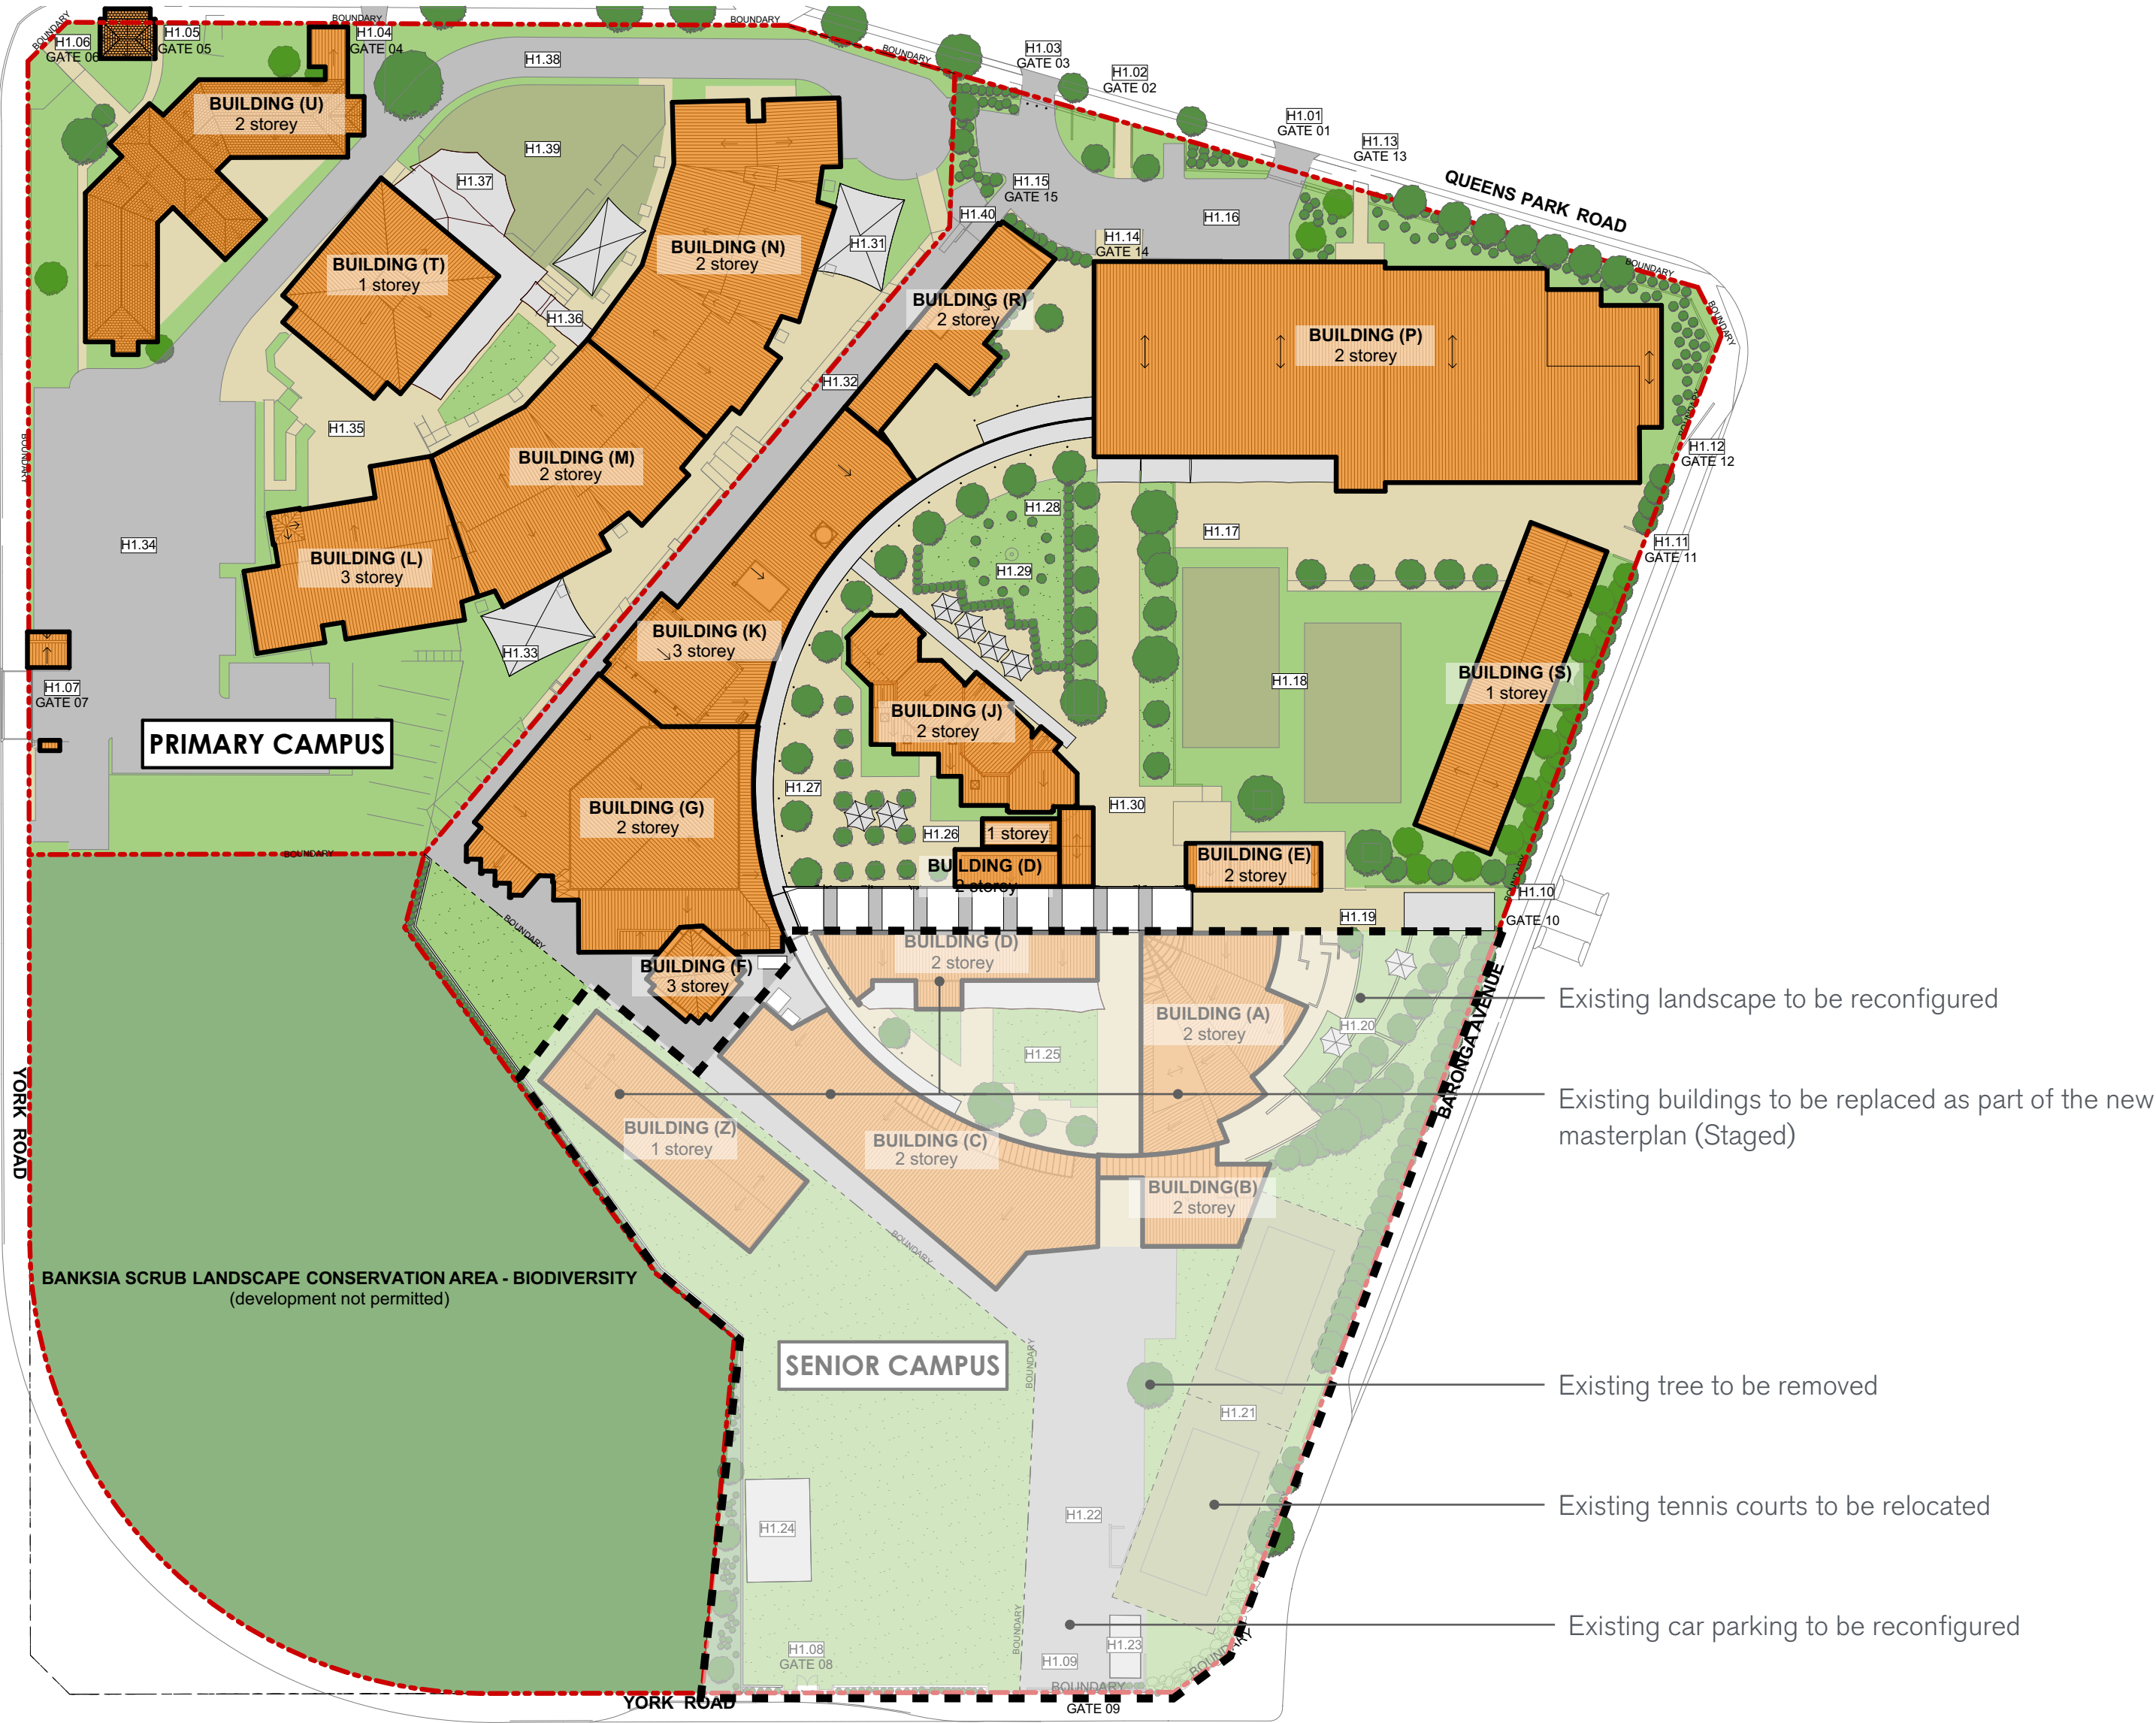 BOUNDARY
BOUNDARY
BOUNDARY
H1.06
GATE 06
H1.05
GATE 05
H1.04
GATE 04
H1.38
BOUNDARY
H1.03
GATE 03
H1.02
GATE 02
H1.01
GATE 01
H1.13
GATE 13
QUEENS PARK ROAD
BOUNDARY
BOUNDARY
BUILDING (U)
2 storey
H1.39
H1.37
H1.15
GATE 15
H1.40
H1.16
H1.14
GATE 14
BUILDING (T)
1 storey
BUILDING (N)
2 storey
H1.31
H1.36
BUILDING (R)
2 storey
BUILDING (P)
2 storey
H1.32
H1.35
BOUNDARY
BOUNDARY
H1.12
GATE 12
BUILDING (M)
2 storey
H1.34
BUILDING (L)
3 storey
H1.28
H1.17
H1.11
GATE 11
H1.29
H1.33
BUILDING (K)
3 storey
H1.07
GATE 07
PRIMARY CAMPUS
BUILDING (J)
2 storey
H1.18
BUILDING (S)
1 storey
BUILDING (G)
2 storey
H1.27
H1.26
H1.30
1 storey
BUILDING (D)
2 storey
BUILDING (E)
2 storey
BOUNDARY
BOUNDARY
H1.10
GATE 10
H1.19
BOUNDARY
BUILDING (F)
3 storey
BUILDING (D)
2 storey
BUILDING (A)
2 storey
H1.20
H1.25
BARONGA AVENUE
Existing landscape to be reconfigured
Existing buildings to be replaced as part of the new
masterplan (Staged)
YORK ROAD
BUILDING (Z)
1 storey
BUILDING (C)
2 storey
BUILDING(B)
2 storey
BOUNDARY
BANKSIA SCRUB LANDSCAPE CONSERVATION AREA - BIODIVERSITY
(development not permitted)
SENIOR CAMPUS
BOUNDARY
Existing tree to be removed
H1.21
Existing tennis courts to be relocated
H1.24
H1.22
BOUNDARY
BOUNDARY
Existing car parking to be reconfigured
H1.08
GATE 08
H1.23
H1.09
BOUNDARY
BOUNDARY
YORK ROAD
GATE 09